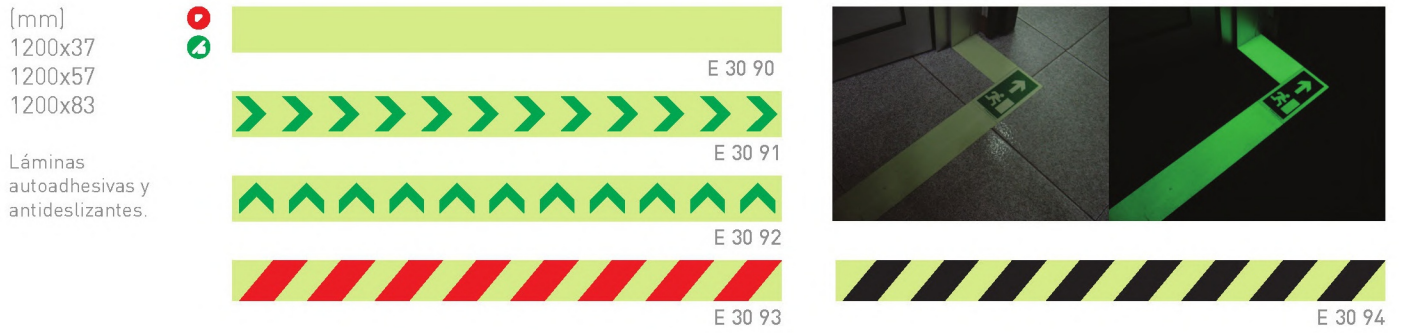 (mm)
1200x37
1200x57
1200x83
Láminas
autoadhesivas y
antideslizantes.
E 30 90
E 30 91
E 30 92
E 30 93
E 30 94